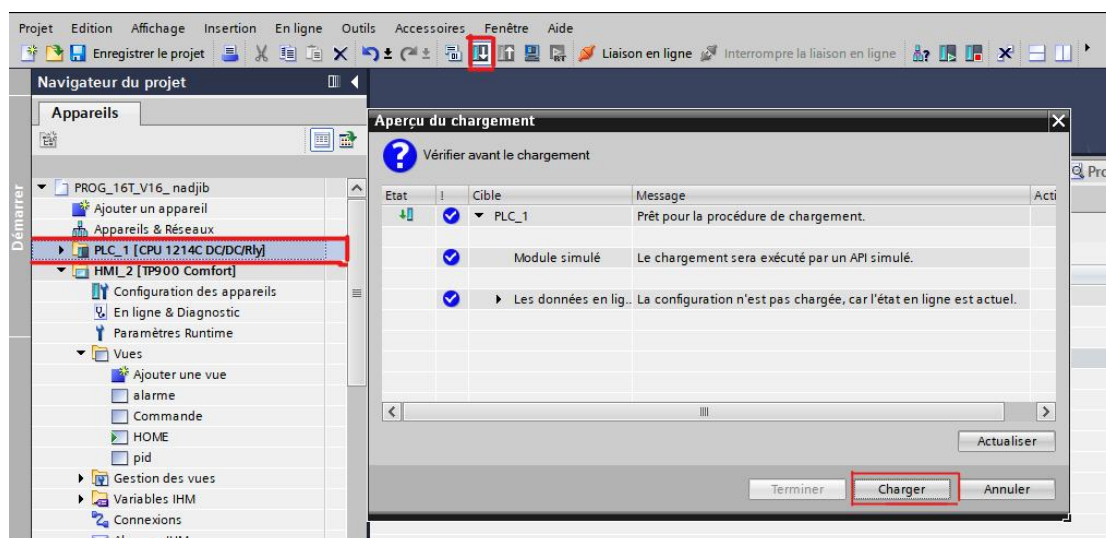 Projet Edition Affichage Insertion En ligne Outils Accessoires Fenêtre Aide
Enregistrer le projet Liaison en ligne Interrompre la liaison en ligne
Navigateur du projet
Appareils
Démarrer
PROG_16T_V16_ nadjib
Ajouter un appareil
Appareils & Réseaux
PLC_1 [CPU 1214C DC/DC/Rly]
HMI_2 [TP900 Comfort]
Configuration des appareils
En ligne & Diagnostic
Paramètres Runtime
Vues
Ajouter une vue
alarme
Commande
HOME
pid
Gestion des vues
Variables IHM
Connexions
Aperçu du chargement
Vérifier avant le chargement
Etat ! Cible Message Acti
PLC_1 Prêt pour la procédure de chargement.
Module simulé Le chargement sera exécuté par un API simulé.
Les données en lig.. La configuration n'est pas chargée, car l'état en ligne est actuel.
Actualiser
Terminer Charger Annuler
Pro